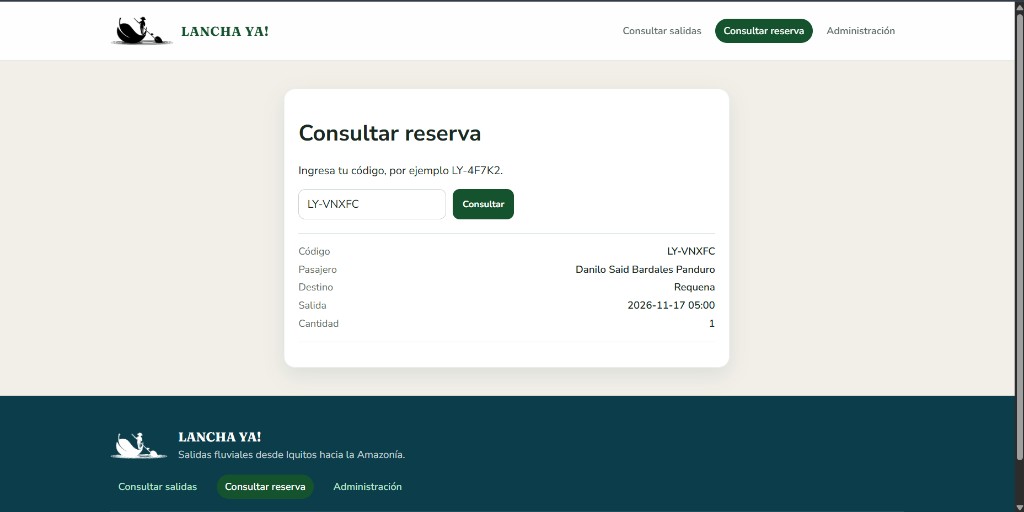 LANCHA YA!
Consultar salidas Consultar reserva Administración
Consultar reserva
Ingresa tu código, por ejemplo LY-4F7K2.
LY-VNXFC Consultar
Código LY-VNXFC
Pasajero Danilo Said Bardales Panduro
Destino Requena
Salida 2026-11-17 05:00
Cantidad 1
LANCHA YA!
Salidas fluviales desde Iquitos hacia la Amazonía.
Consultar salidas Consultar reserva Administración